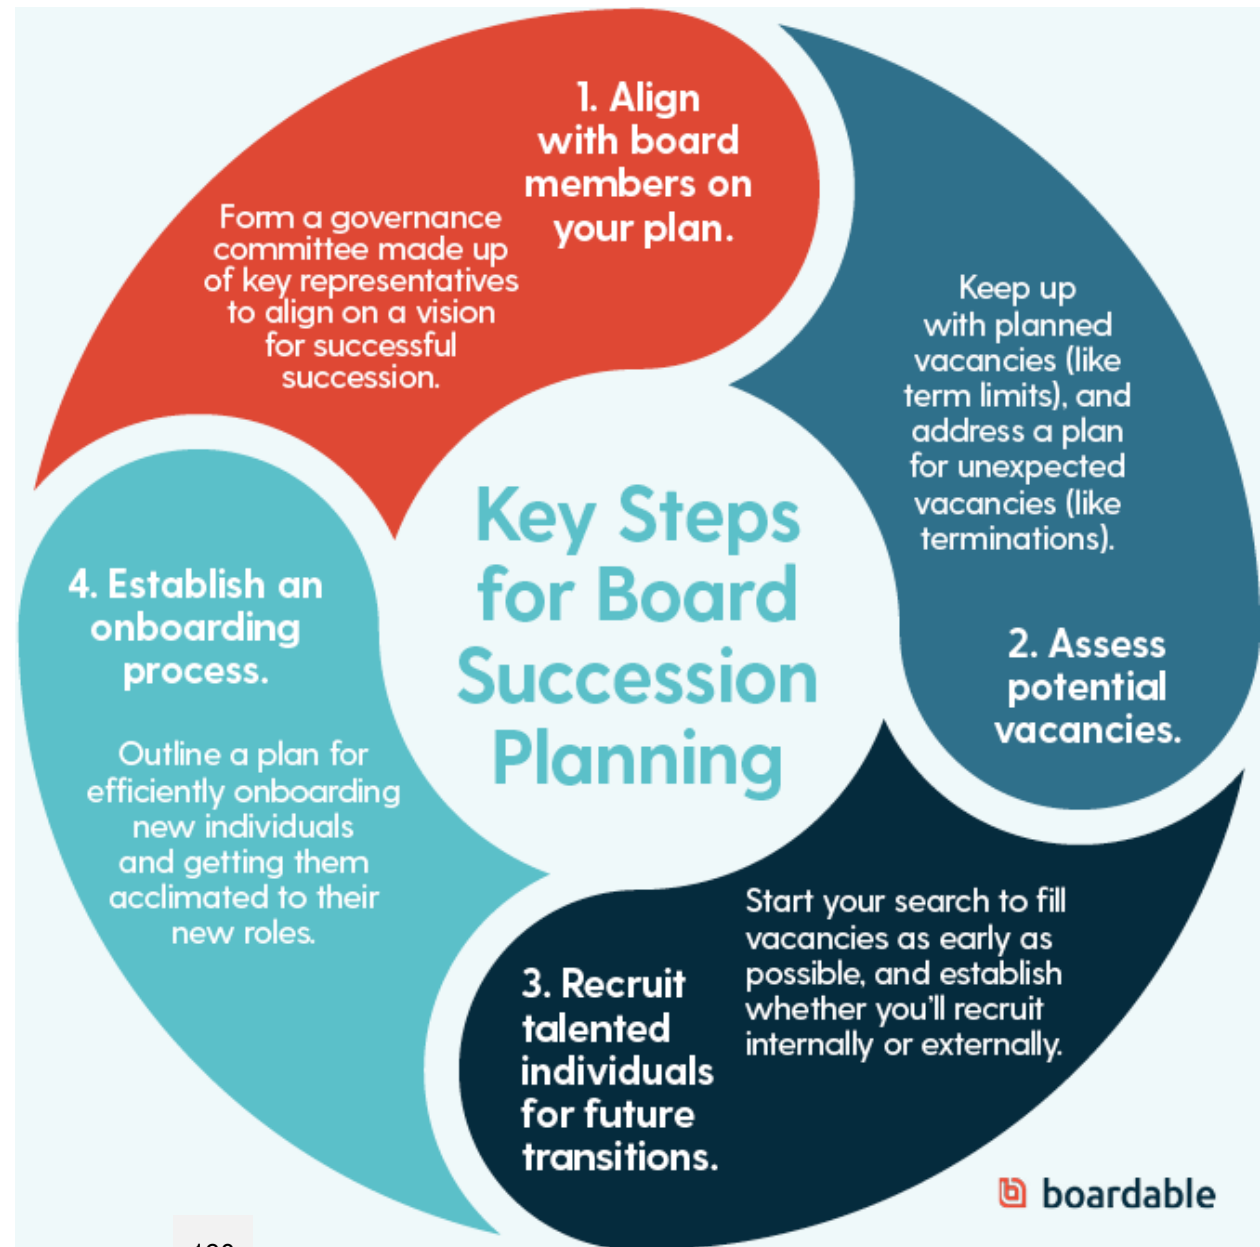 1. Align
with board
members on
your plan.
Form a governance
committee made up
of key representatives
to align on a vision
for successful
succession.
Keep up
with planned
vacancies (like
term limits), and
address a plan
for unexpected
vacancies (like
terminations).
2. Assess
potential
vacancies.
Key Steps
for Board
Succession
Planning
4. Establish an
onboarding
process.
Outline a plan for
efficiently onboarding
new individuals
and getting them
acclimated to their
new roles.
3. Recruit
talented
individuals
for future
transitions.
Start your search to fill
vacancies as early as
possible, and establish
whether you'll recruit
internally or externally.
boardable